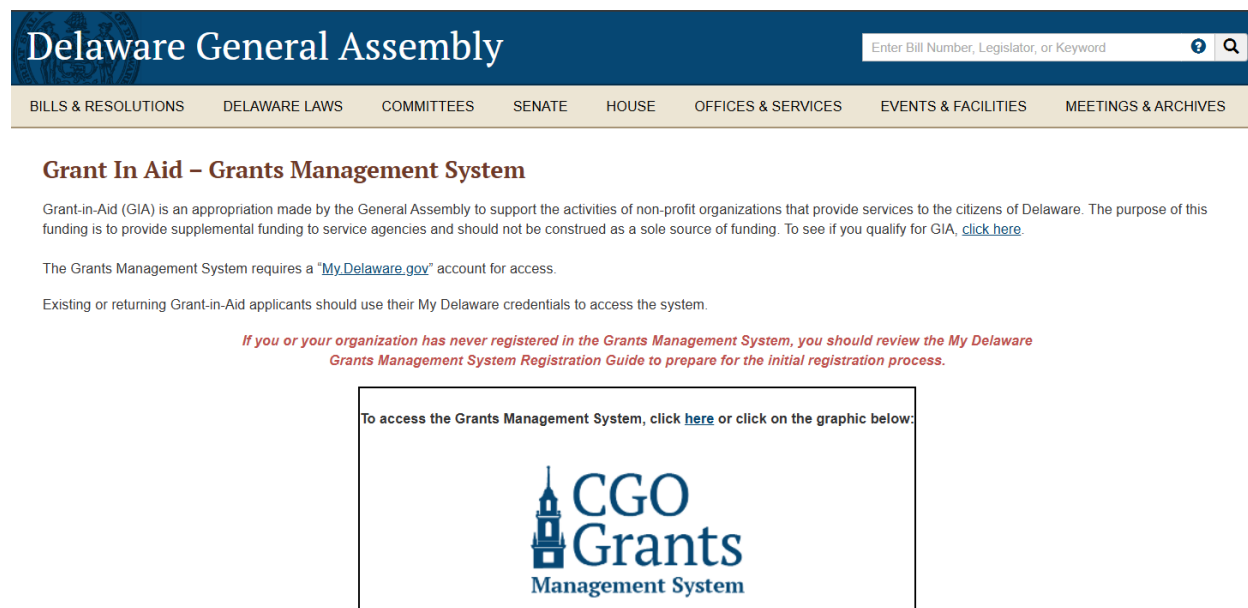 Delaware General Assembly
Enter Bill Number, Legislator, or Keyword
BILLS & RESOLUTIONS DELAWARE LAWS COMMITTEES SENATE HOUSE OFFICES & SERVICES EVENTS & FACILITIES MEETINGS & ARCHIVES
Grant In Aid – Grants Management System
Grant-in-Aid (GIA) is an appropriation made by the General Assembly to support the activities of non-profit organizations that provide services to the citizens of Delaware. The purpose of this
funding is to provide supplemental funding to service agencies and should not be construed as a sole source of funding. To see if you qualify for GIA, click here.
The Grants Management System requires a “My.Delaware.gov” account for access.
Existing or returning Grant-in-Aid applicants should use their My Delaware credentials to access the system.
If you or your organization has never registered in the Grants Management System, you should review the My Delaware
Grants Management System Registration Guide to prepare for the initial registration process.
To access the Grants Management System, click here or click on the graphic below:
CGO
Grants
Management System